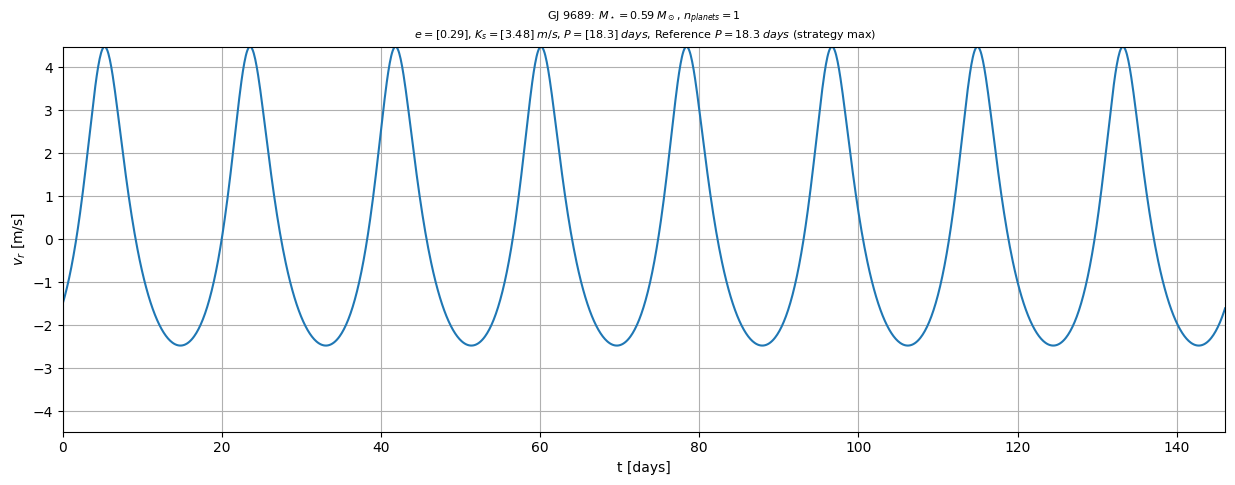 GJ 9689: $M_\star = 0.59\ M_\odot$, $n_{planets} = 1$
$e = [0.29]$, $K_s = [3.48]\ m/s$, $P = [18.3]\ days$, Reference $P = 18.3\ days$ (strategy max)
4
3
2
1
0
−1
−2
−3
−4
$v_r$ [m/s]
0 20 40 60 80 100 120 140
t [days]